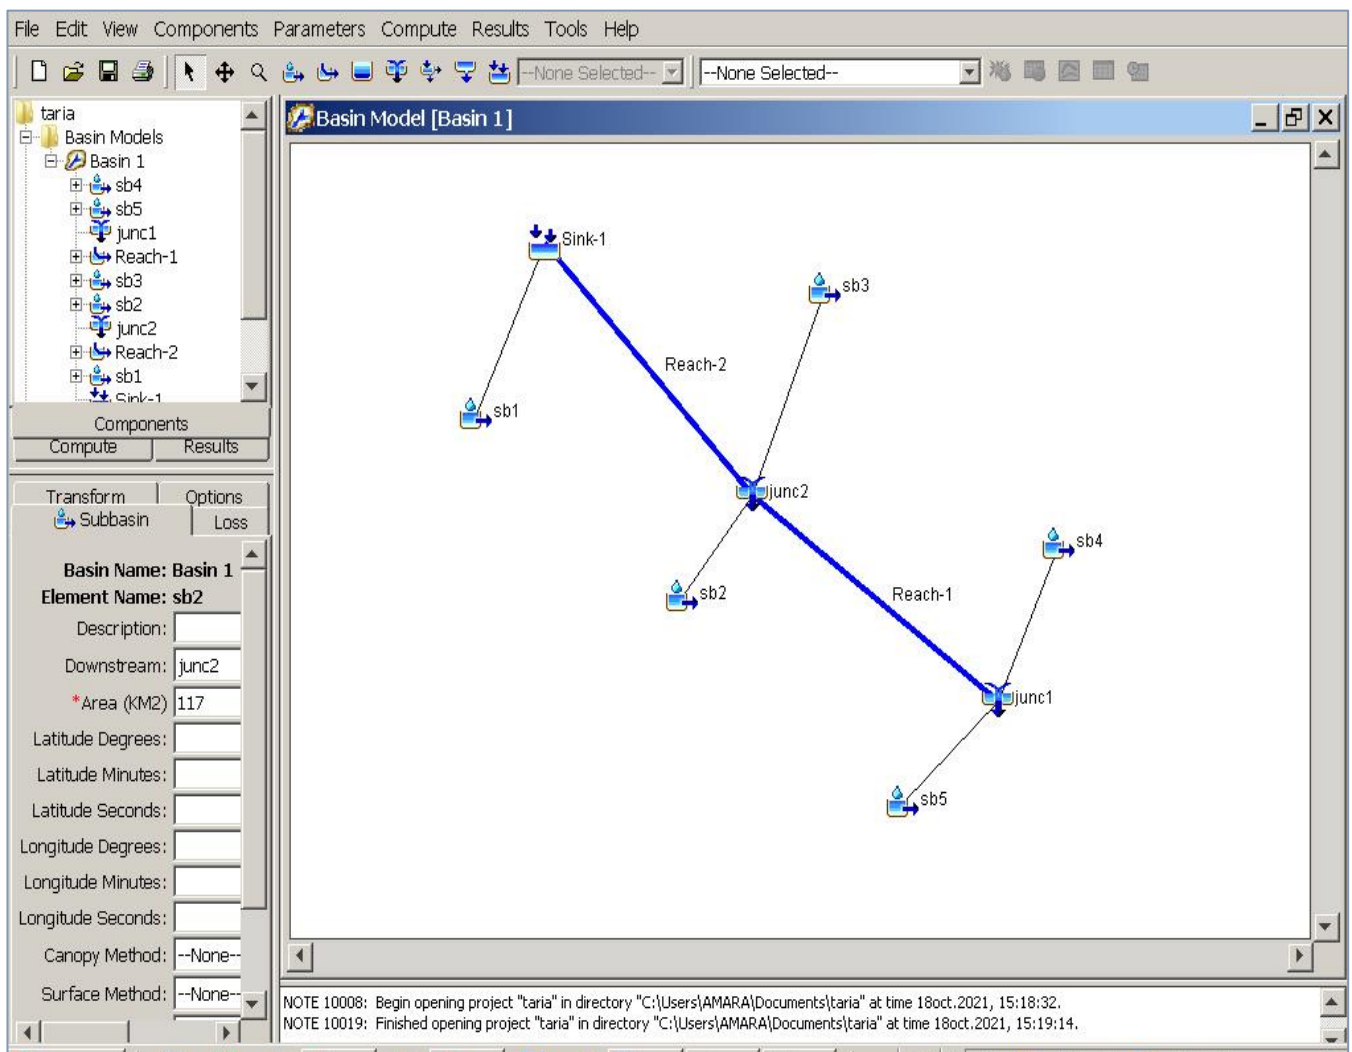 File Edit View Components Parameters Compute Results Tools Help
--None Selected-- --None Selected--
taria
Basin Models
Basin 1
sb4
sb5
junc1
Reach-1
sb3
sb2
junc2
Reach-2
sb1
Sink-1
Components
Compute Results
Transform Options
Subbasin Loss
Basin Name: Basin 1
Element Name: sb2
Description:
Downstream: junc2
*Area (KM2) 117
Latitude Degrees:
Latitude Minutes:
Latitude Seconds:
Longitude Degrees:
Longitude Minutes:
Longitude Seconds:
Canopy Method: --None--
Surface Method: --None--
Basin Model [Basin 1]
Sink-1
sb3
Reach-2
sb1
junc2
sb4
sb2
Reach-1
junc1
sb5
NOTE 10008: Begin opening project "taria" in directory "C:\Users\AMARA\Documents\taria" at time 18oct.2021, 15:18:32.
NOTE 10019: Finished opening project "taria" in directory "C:\Users\AMARA\Documents\taria" at time 18oct.2021, 15:19:14.